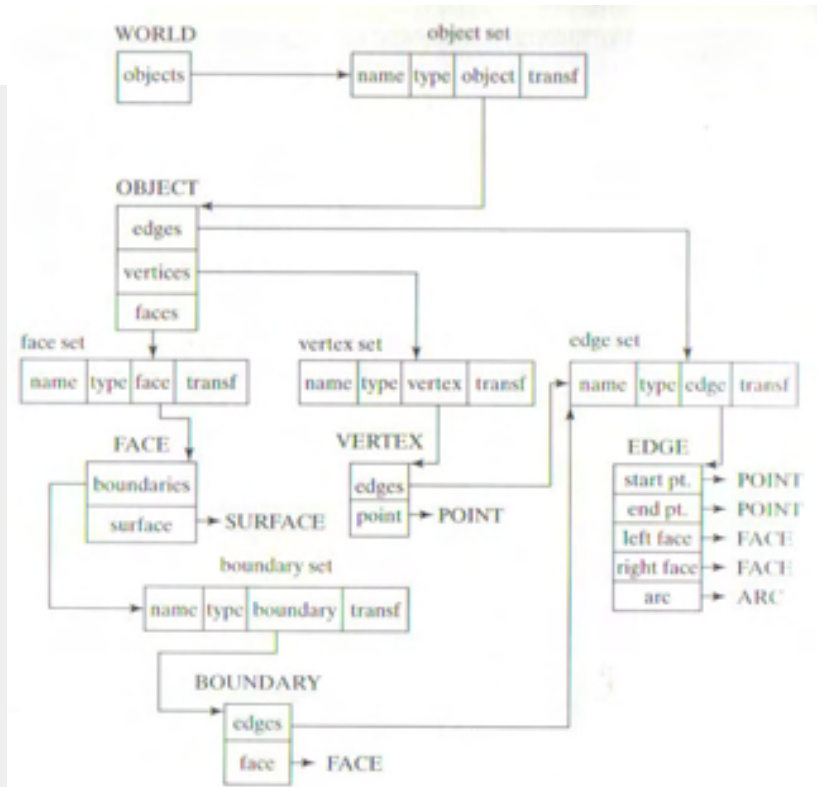 WORLD
object set
objects
name type object transf
OBJECT
edges
vertices
faces
face set
vertex set
edge set
name type face transf
name type vertex transf
name type edge transf
FACE
VERTEX
EDGE
boundaries
surface
SURFACE
edges
point
POINT
start pt.
POINT
end pt.
POINT
left face
FACE
right face
FACE
arc
ARC
boundary set
name type boundary transf
BOUNDARY
edges
face
FACE